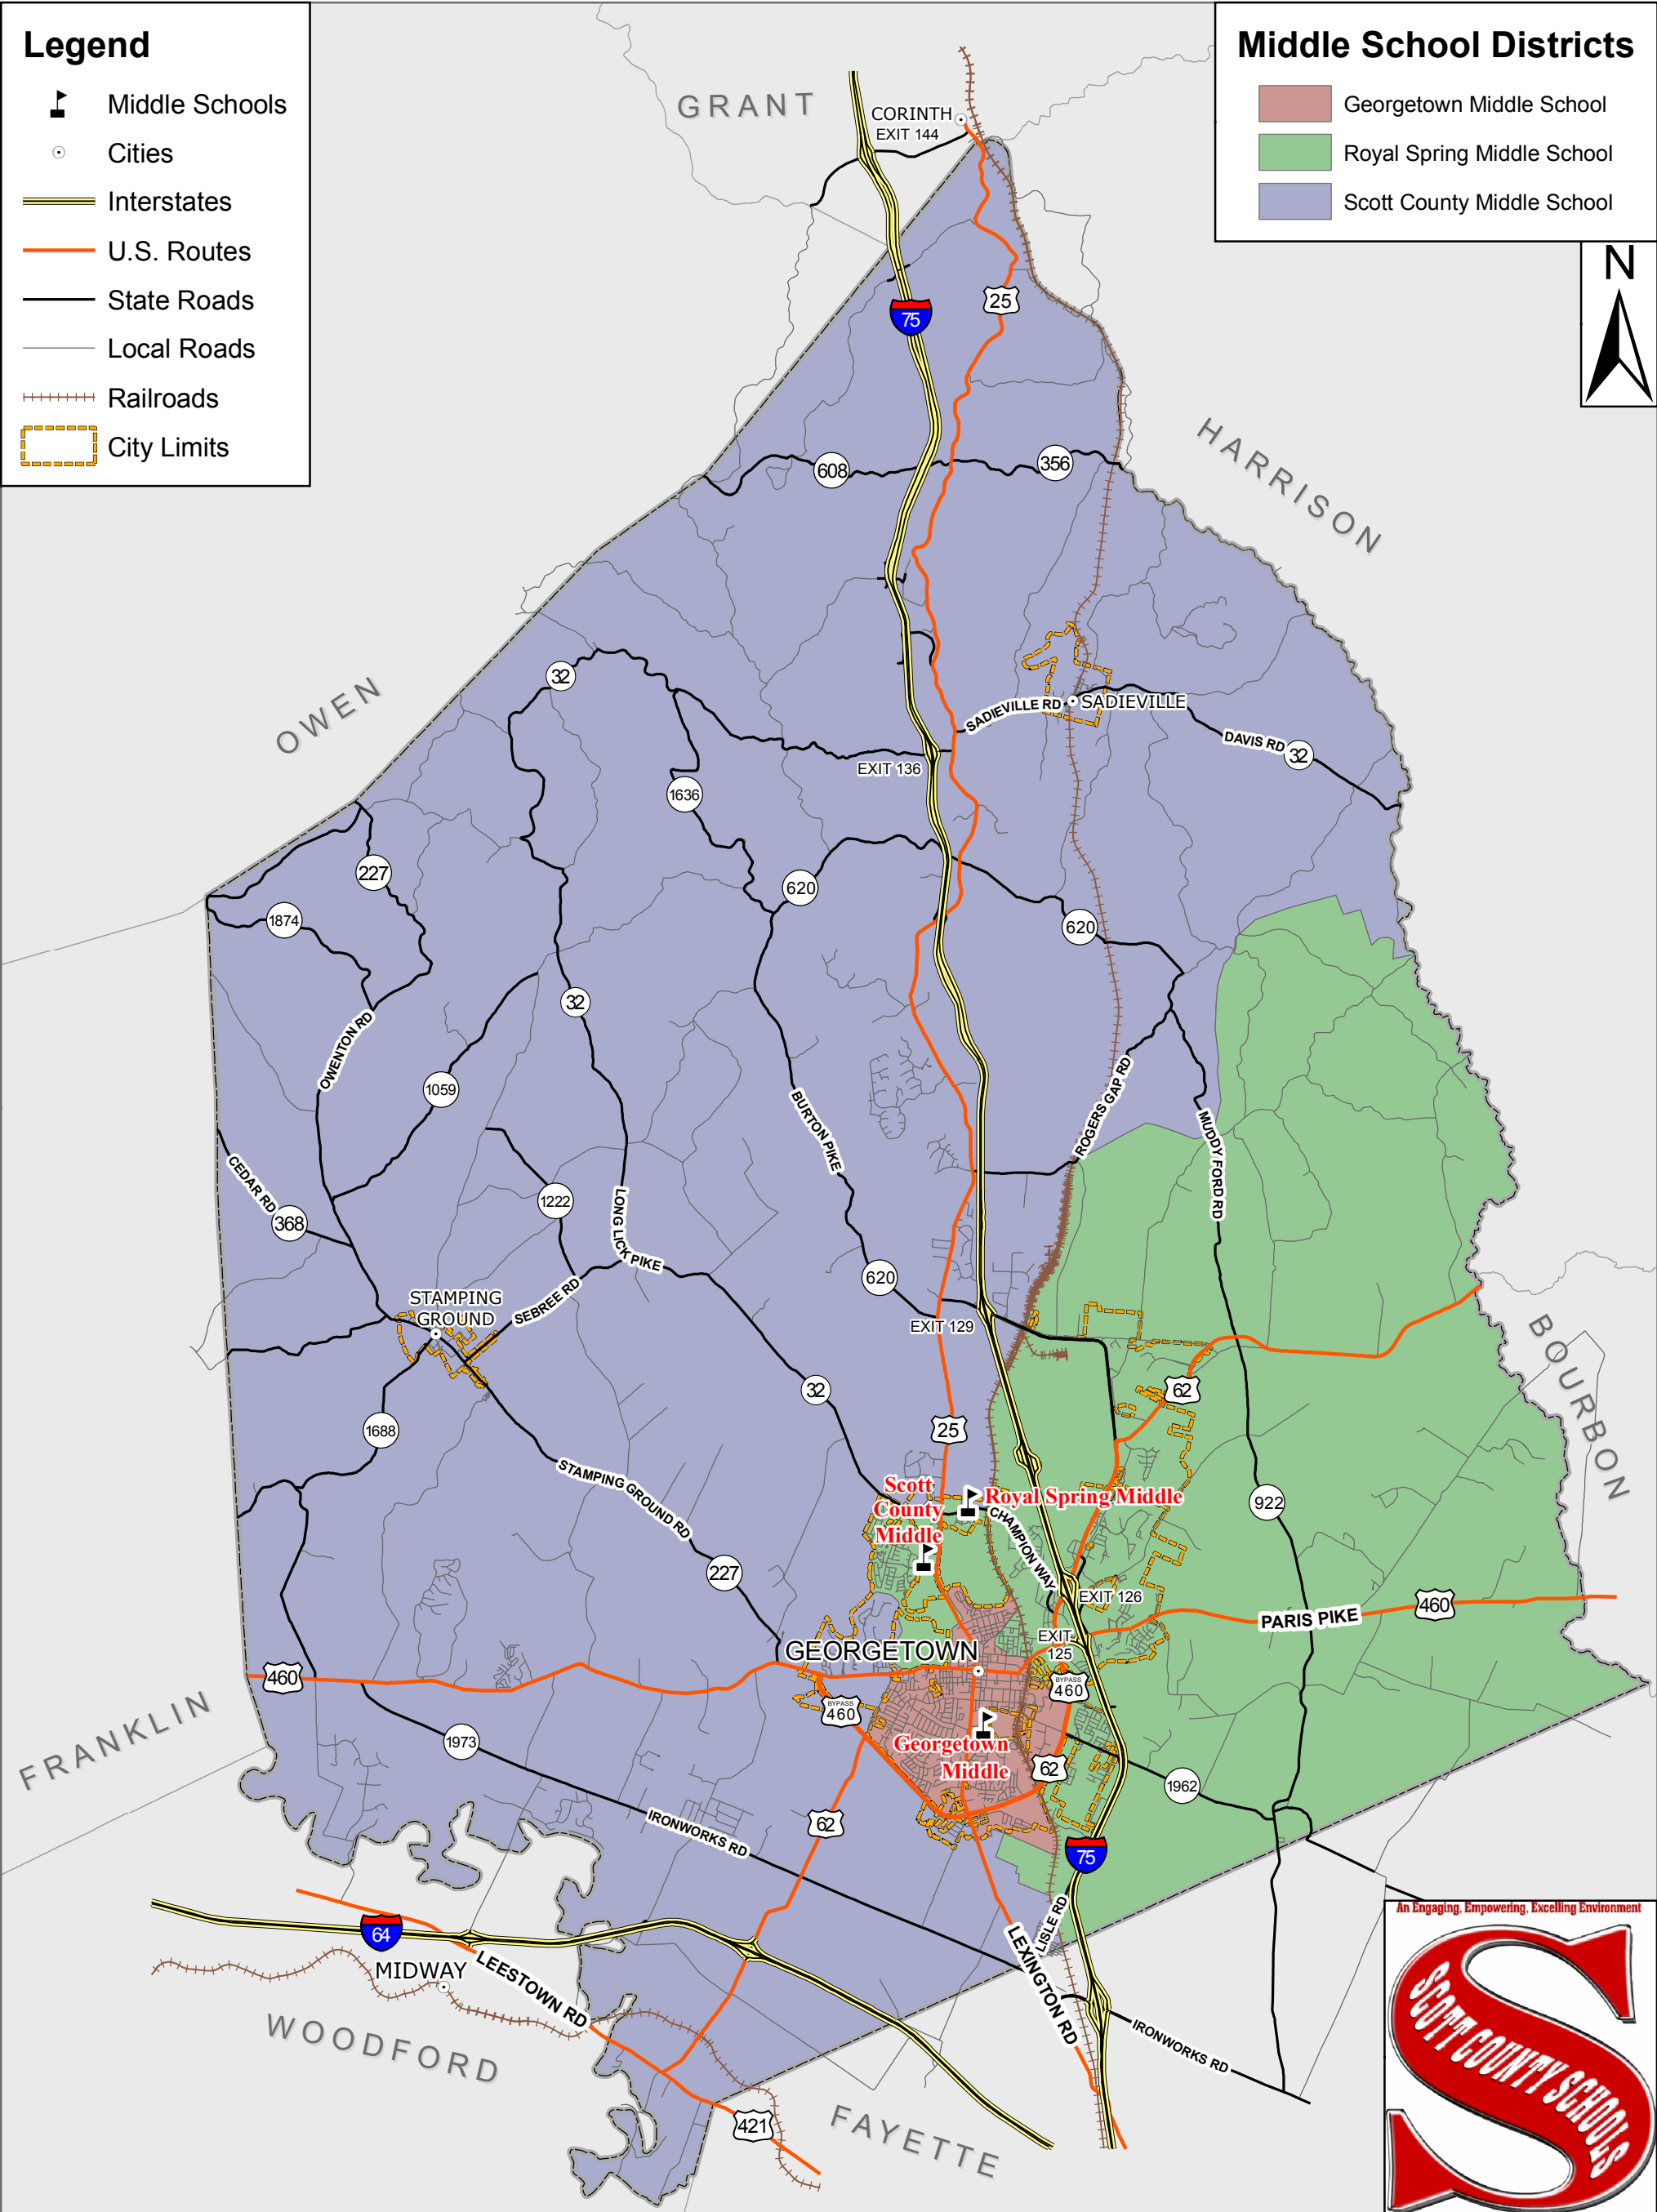 Legend
Middle Schools
Cities
Interstates
U.S. Routes
State Roads
Local Roads
Railroads
City Limits
Middle School Districts
Georgetown Middle School
Royal Spring Middle School
Scott County Middle School
N
GRANT
CORINTH
EXIT 144
75
25
HARRISON
608
356
OWEN
32
SADIEVILLE RD
SADIEVILLE
DAVIS RD
32
EXIT 136
1636
227
620
1874
620
32
OWENTON RD
1059
BURTON PIKE
ROGERS GAP RD
MUDDY FORD RD
CEDAR RD
368
1222
LONG LICK PIKE
620
STAMPING
GROUND
SEBREE RD
EXIT 129
BOURBON
32
62
25
1688
STAMPING GROUND RD
Scott
County
Middle
Royal Spring Middle
922
CHAMPION WAY
227
EXIT 126
460
PARIS PIKE
EXIT
125
GEORGETOWN
460
BYPASS
460
BYPASS
460
FRANKLIN
1973
Georgetown
Middle
62
1962
IRONWORKS RD
62
75
LISLE RD
64
LEXINGTON RD
MIDWAY
LEESTOWN RD
IRONWORKS RD
WOODFORD
421
FAYETTE
An Engaging, Empowering, Excelling Environment
SCOTT COUNTY SCHOOLS